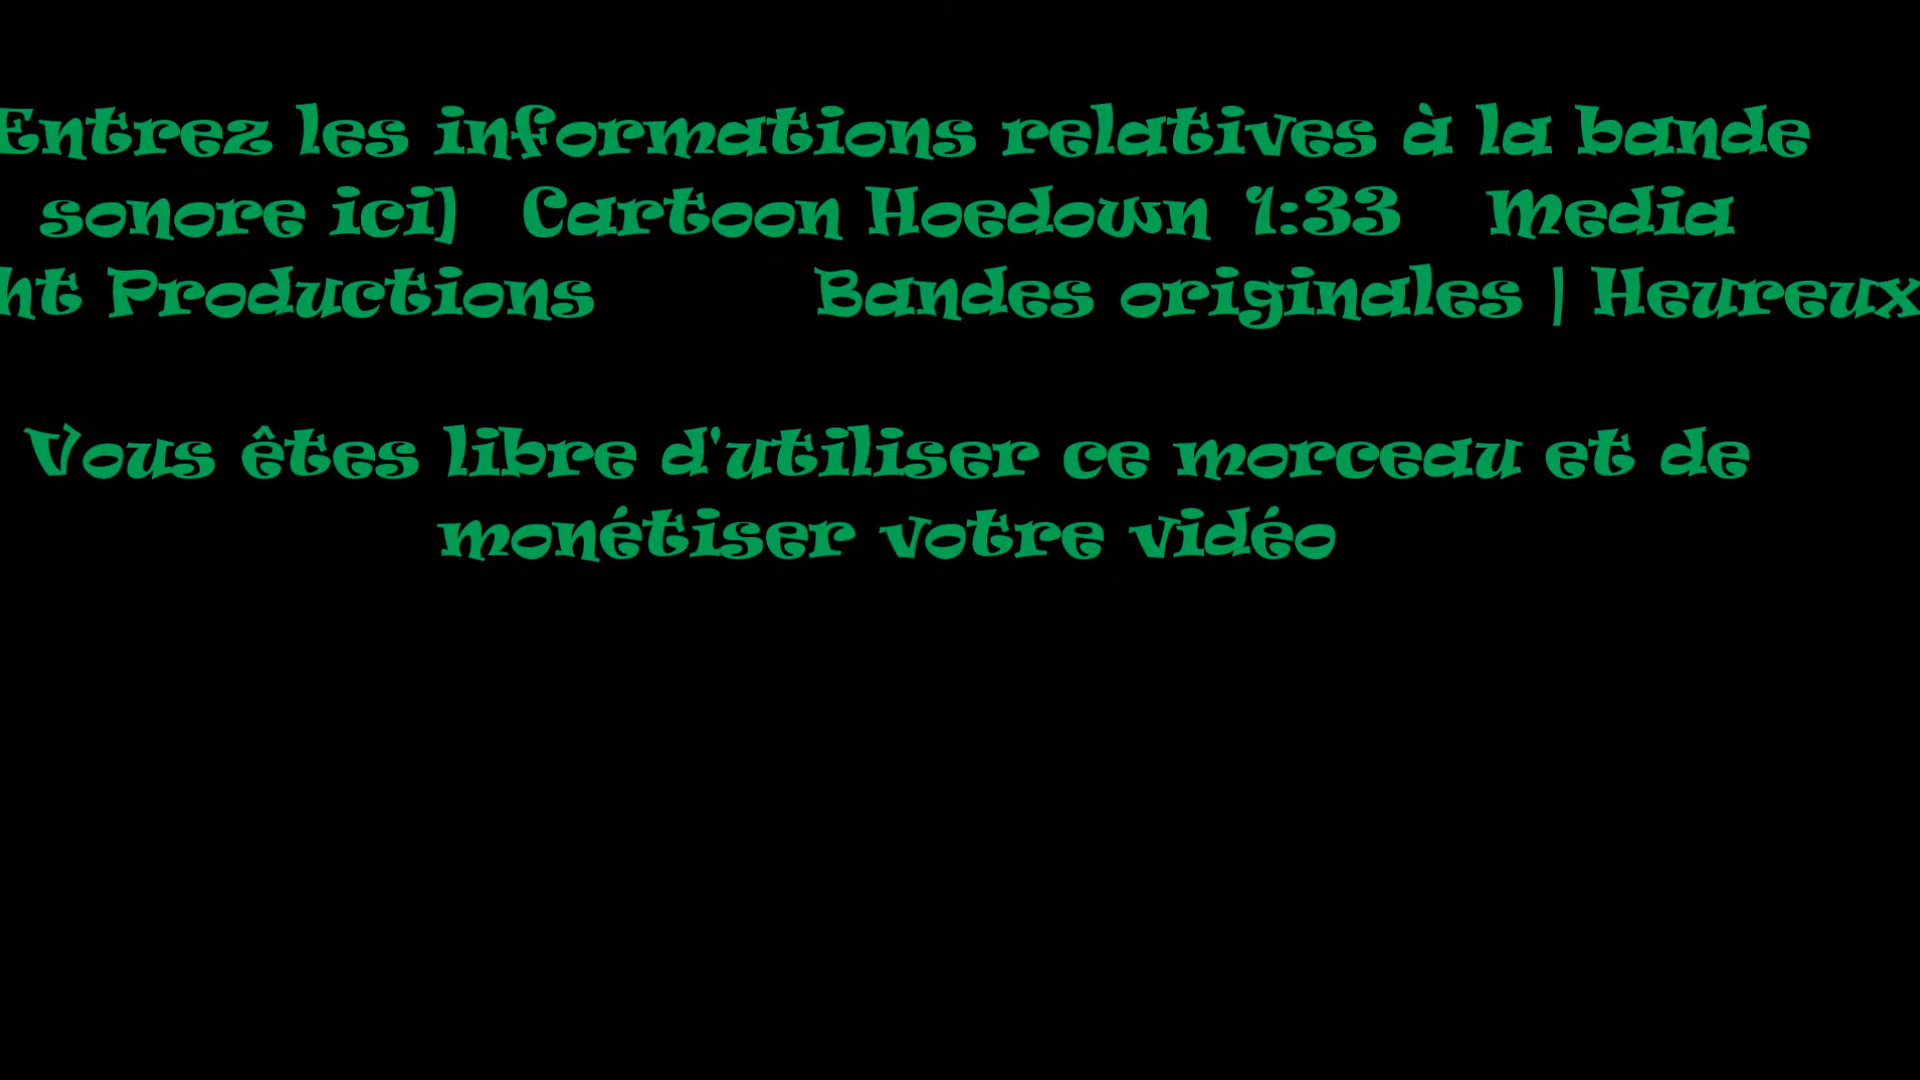 Entrez les informations relatives à la bande
sonore ici) Cartoon Hoedown 1:33 Media
ht Productions Bandes originales | Heureux
Vous êtes libre d'utiliser ce morceau et de
monétiser votre vidéo